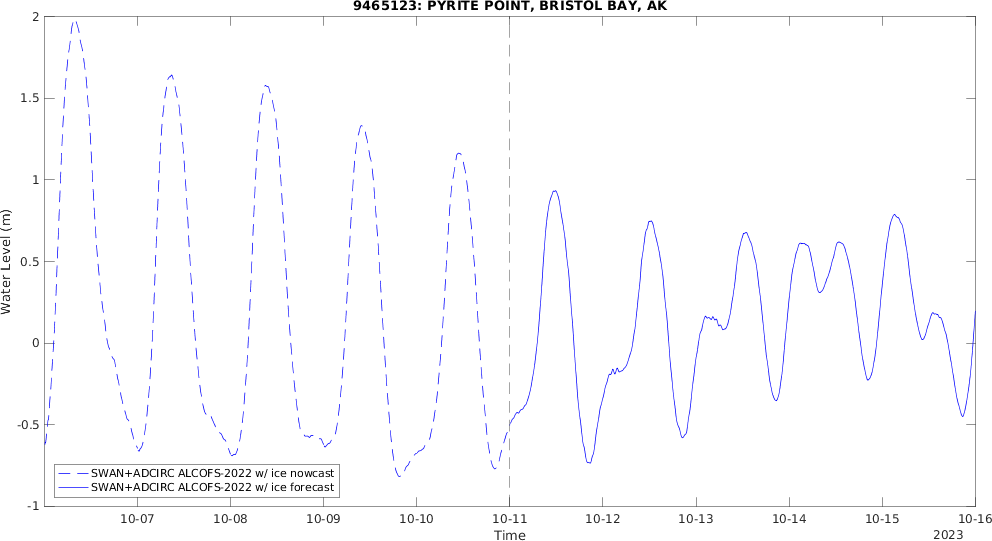 9465123: PYRITE POINT, BRISTOL BAY, AK
Water Level (m)
2
1.5
1
0.5
0
-0.5
-1
SWAN+ADCIRC ALCOFS-2022 w/ ice nowcast
SWAN+ADCIRC ALCOFS-2022 w/ ice forecast
10-07 10-08 10-09 10-10 10-11 10-12 10-13 10-14 10-15 10-16
Time
2023